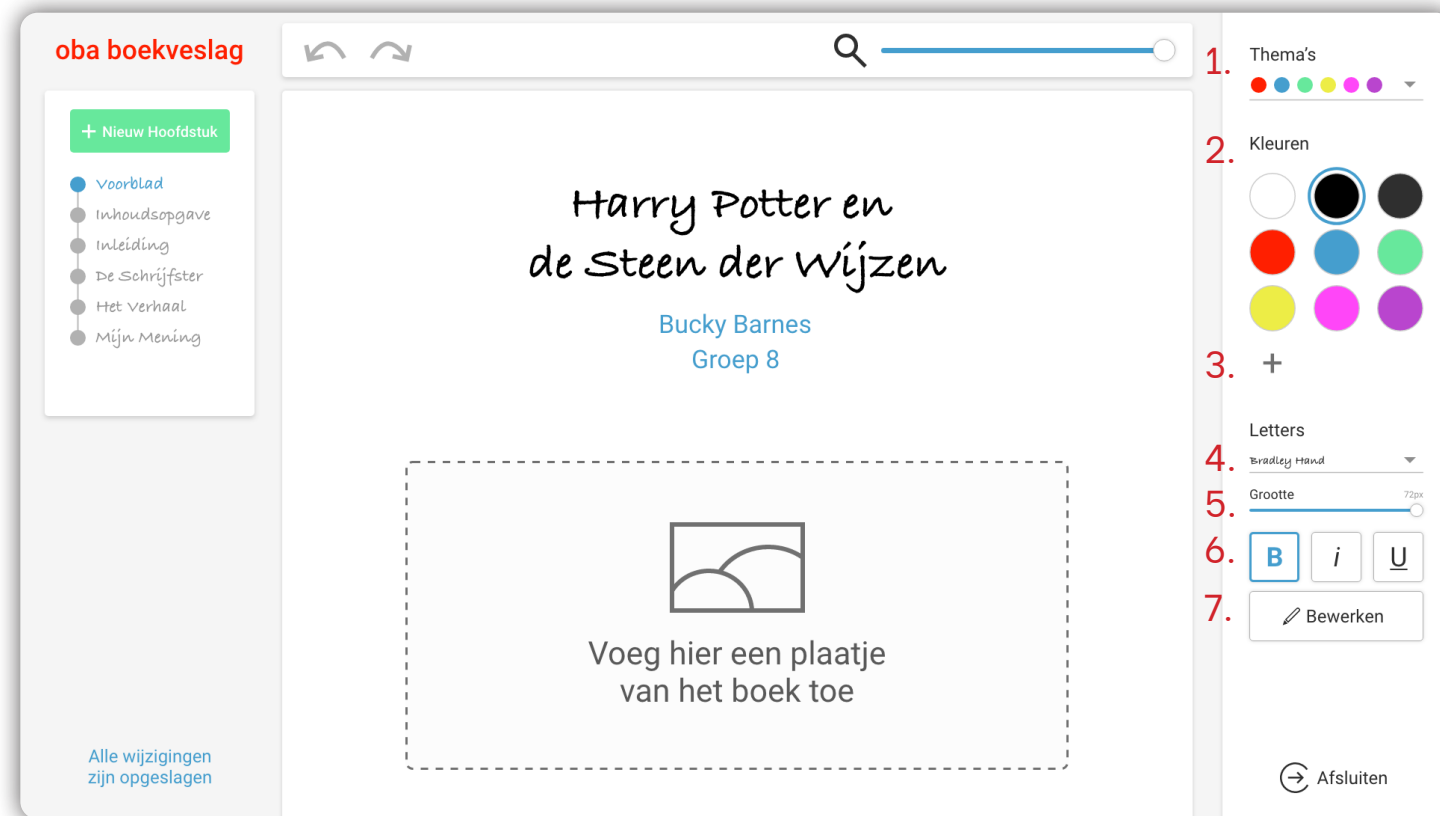 oba boekveslag
+ Nieuw Hoofdstuk
Voorblad
Inhoudsopgave
Inleiding
De Schrijfster
Het Verhaal
Mijn Mening
Alle wijzigingen
zijn opgeslagen
Harry Potter en
de Steen der Wijzen
Bucky Barnes
Groep 8
Voeg hier een plaatje
van het boek toe
1. Thema's
2. Kleuren
3. +
Letters
4. Bradley Hand
5. Grootte 72px
6. B i U
7. Bewerken
Afsluiten